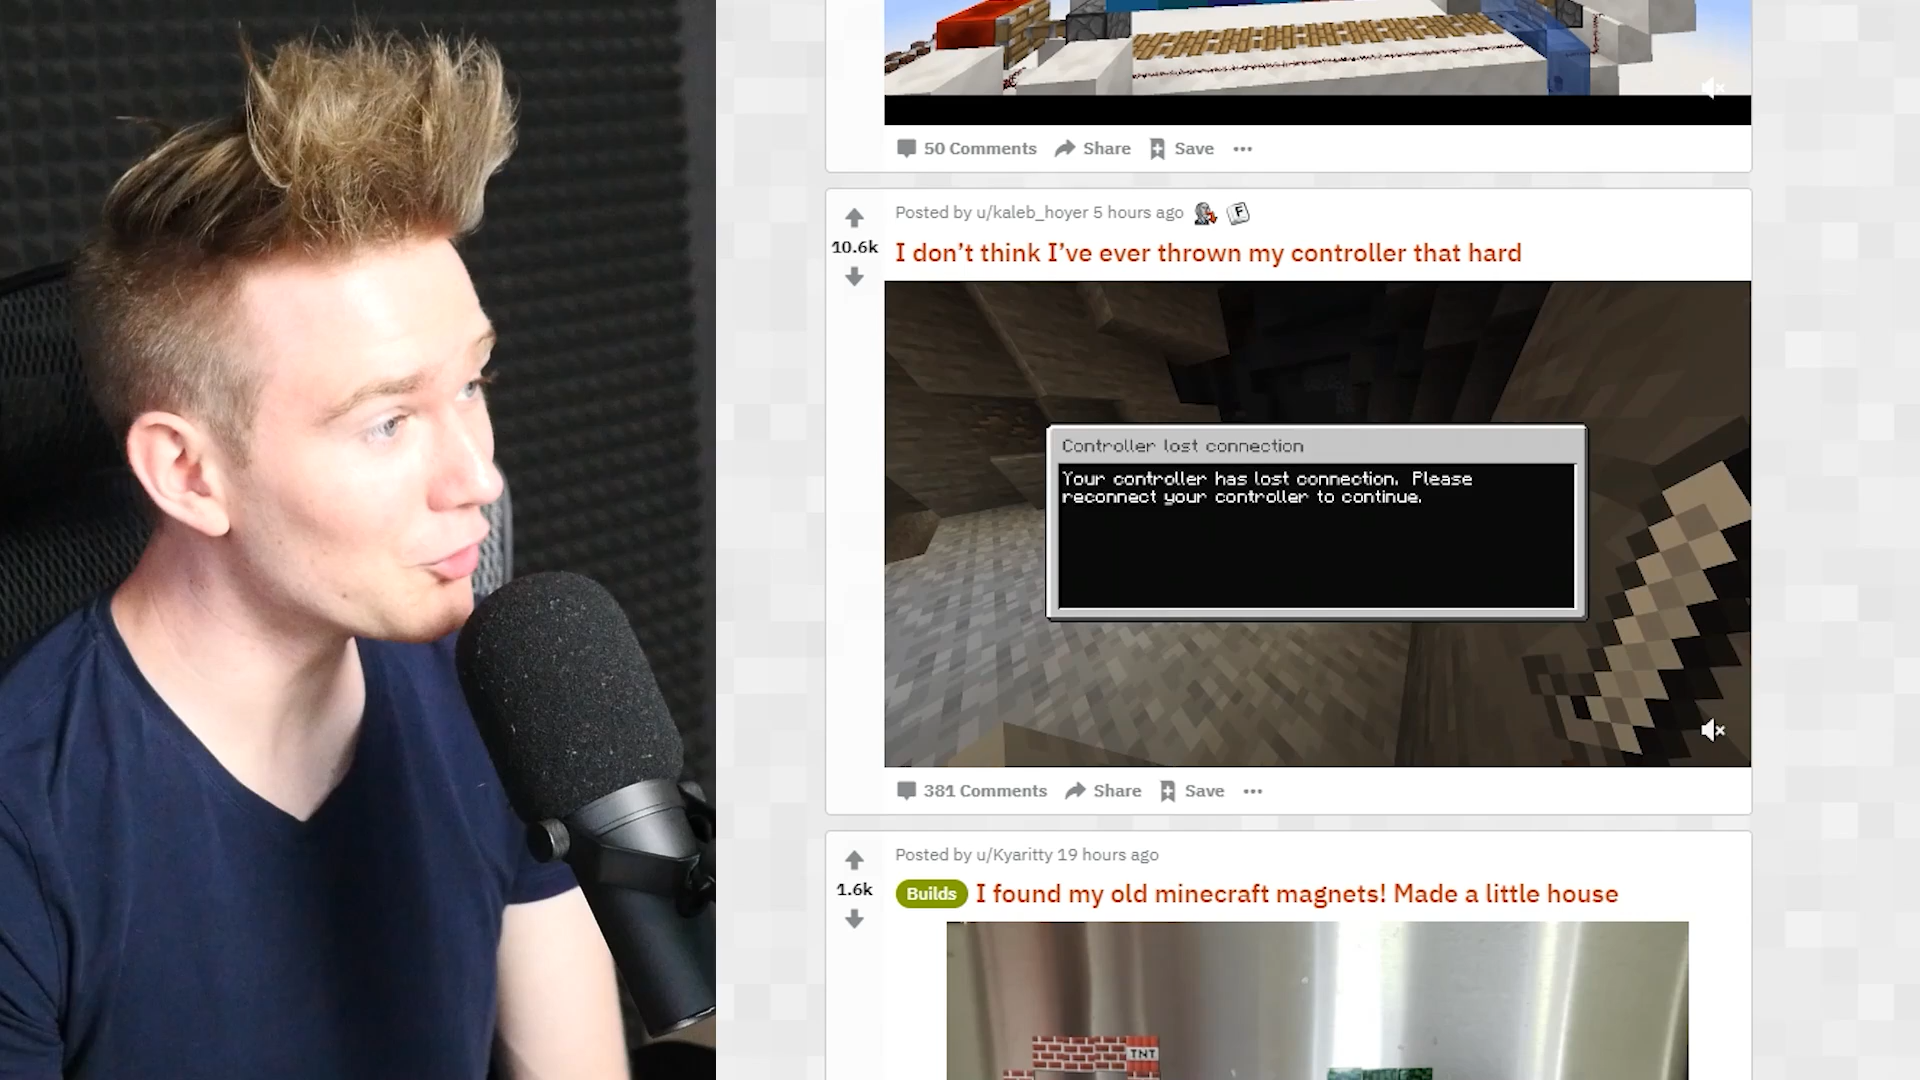 50 Comments Share Save
Posted by u/kaleb_hoyer 5 hours ago F
10.6k
I don’t think I’ve ever thrown my controller that hard
Controller lost connection
Your controller has lost connection. Please
reconnect your controller to continue.
381 Comments Share Save
Posted by u/Kyaritty 19 hours ago
1.6k
Builds I found my old minecraft magnets! Made a little house
TNT